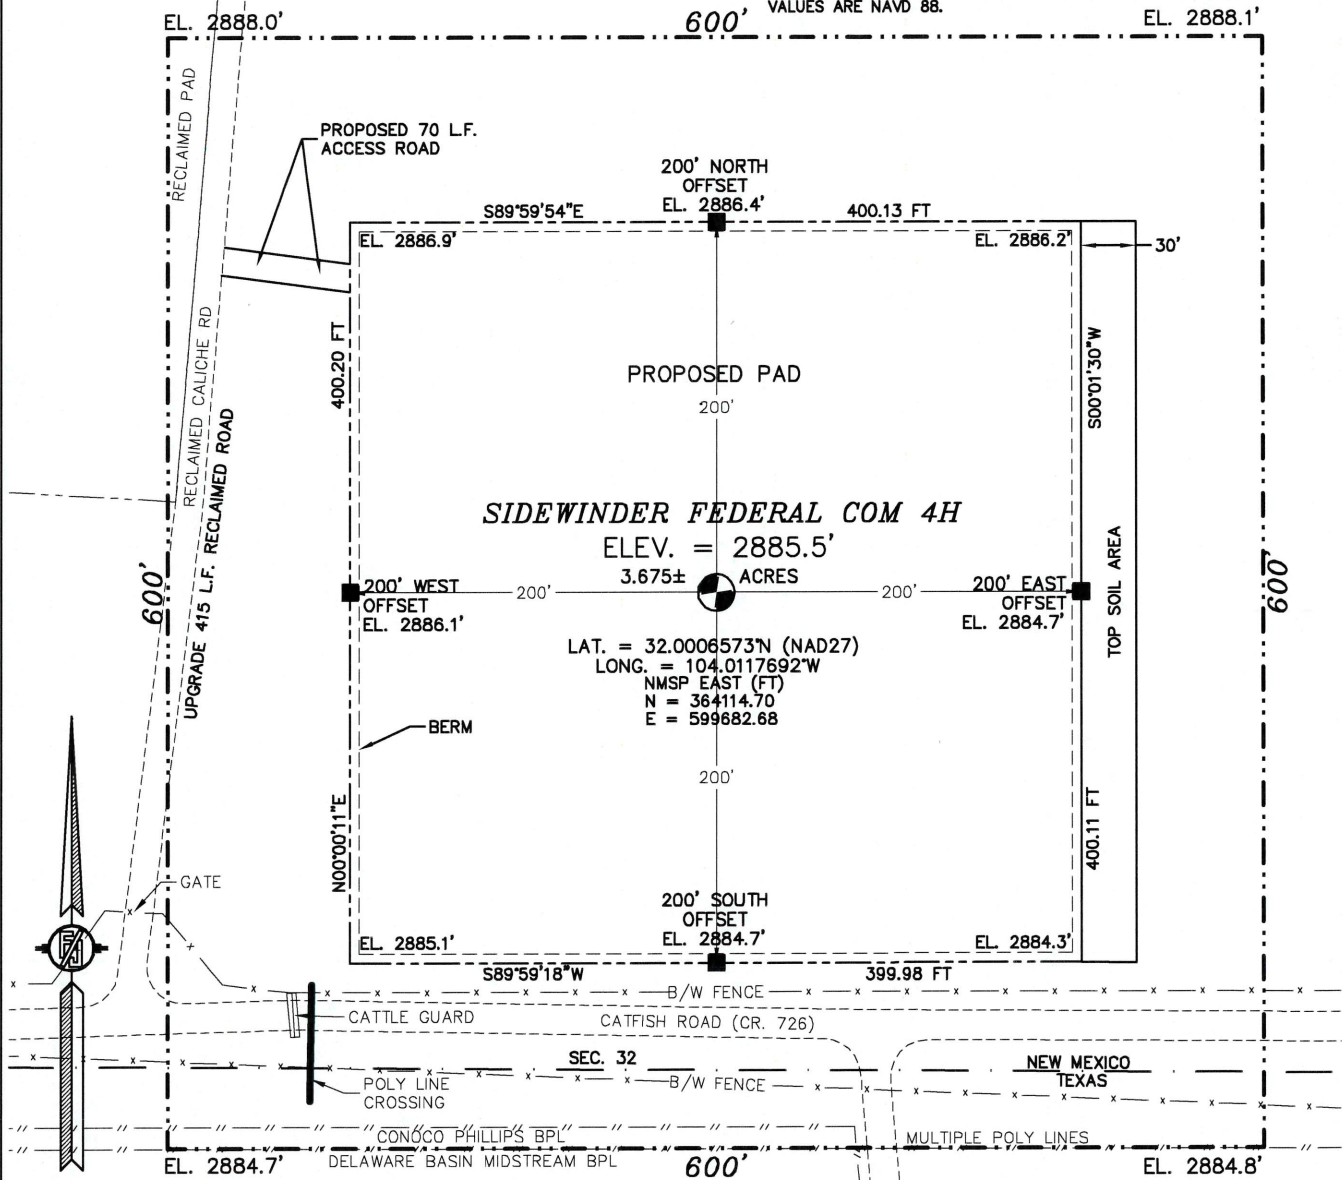 VALUES ARE NAVD 88.
EL. 2888.0'
600'
EL. 2888.1'
RECLAIMED PAD
PROPOSED 70 L.F.
ACCESS ROAD
200' NORTH
OFFSET
EL. 2886.4'
S89°59'54"E
400.13 FT
EL. 2886.9'
EL. 2886.2'
30'
400.20 FT
S00°01'30"W
RECLAIMED CALICHE RD
UPGRADE 415 L.F. RECLAIMED ROAD
PROPOSED PAD
200'
SIDEWINDER FEDERAL COM 4H
ELEV. = 2885.5'
3.675± ACRES
600'
600'
200' WEST
OFFSET
EL. 2886.1'
200'
200'
200' EAST
OFFSET
EL. 2884.7'
TOP SOIL AREA
LAT. = 32.0006573°N (NAD27)
LONG. = 104.0117692°W
NMSP EAST (FT)
N = 364114.70
E = 599682.68
BERM
200'
N00°00'11"E
400.11 FT
GATE
200' SOUTH
OFFSET
EL. 2884.7'
EL. 2885.1'
EL. 2884.3'
S89°59'18"W
399.98 FT
B/W FENCE
CATTLE GUARD
CATFISH ROAD (CR. 726)
SEC. 32
NEW MEXICO
TEXAS
B/W FENCE
POLY LINE
CROSSING
CONOCO PHILLIPS BPL
MULTIPLE POLY LINES
EL. 2884.7'
DELAWARE BASIN MIDSTREAM BPL
600'
EL. 2884.8'